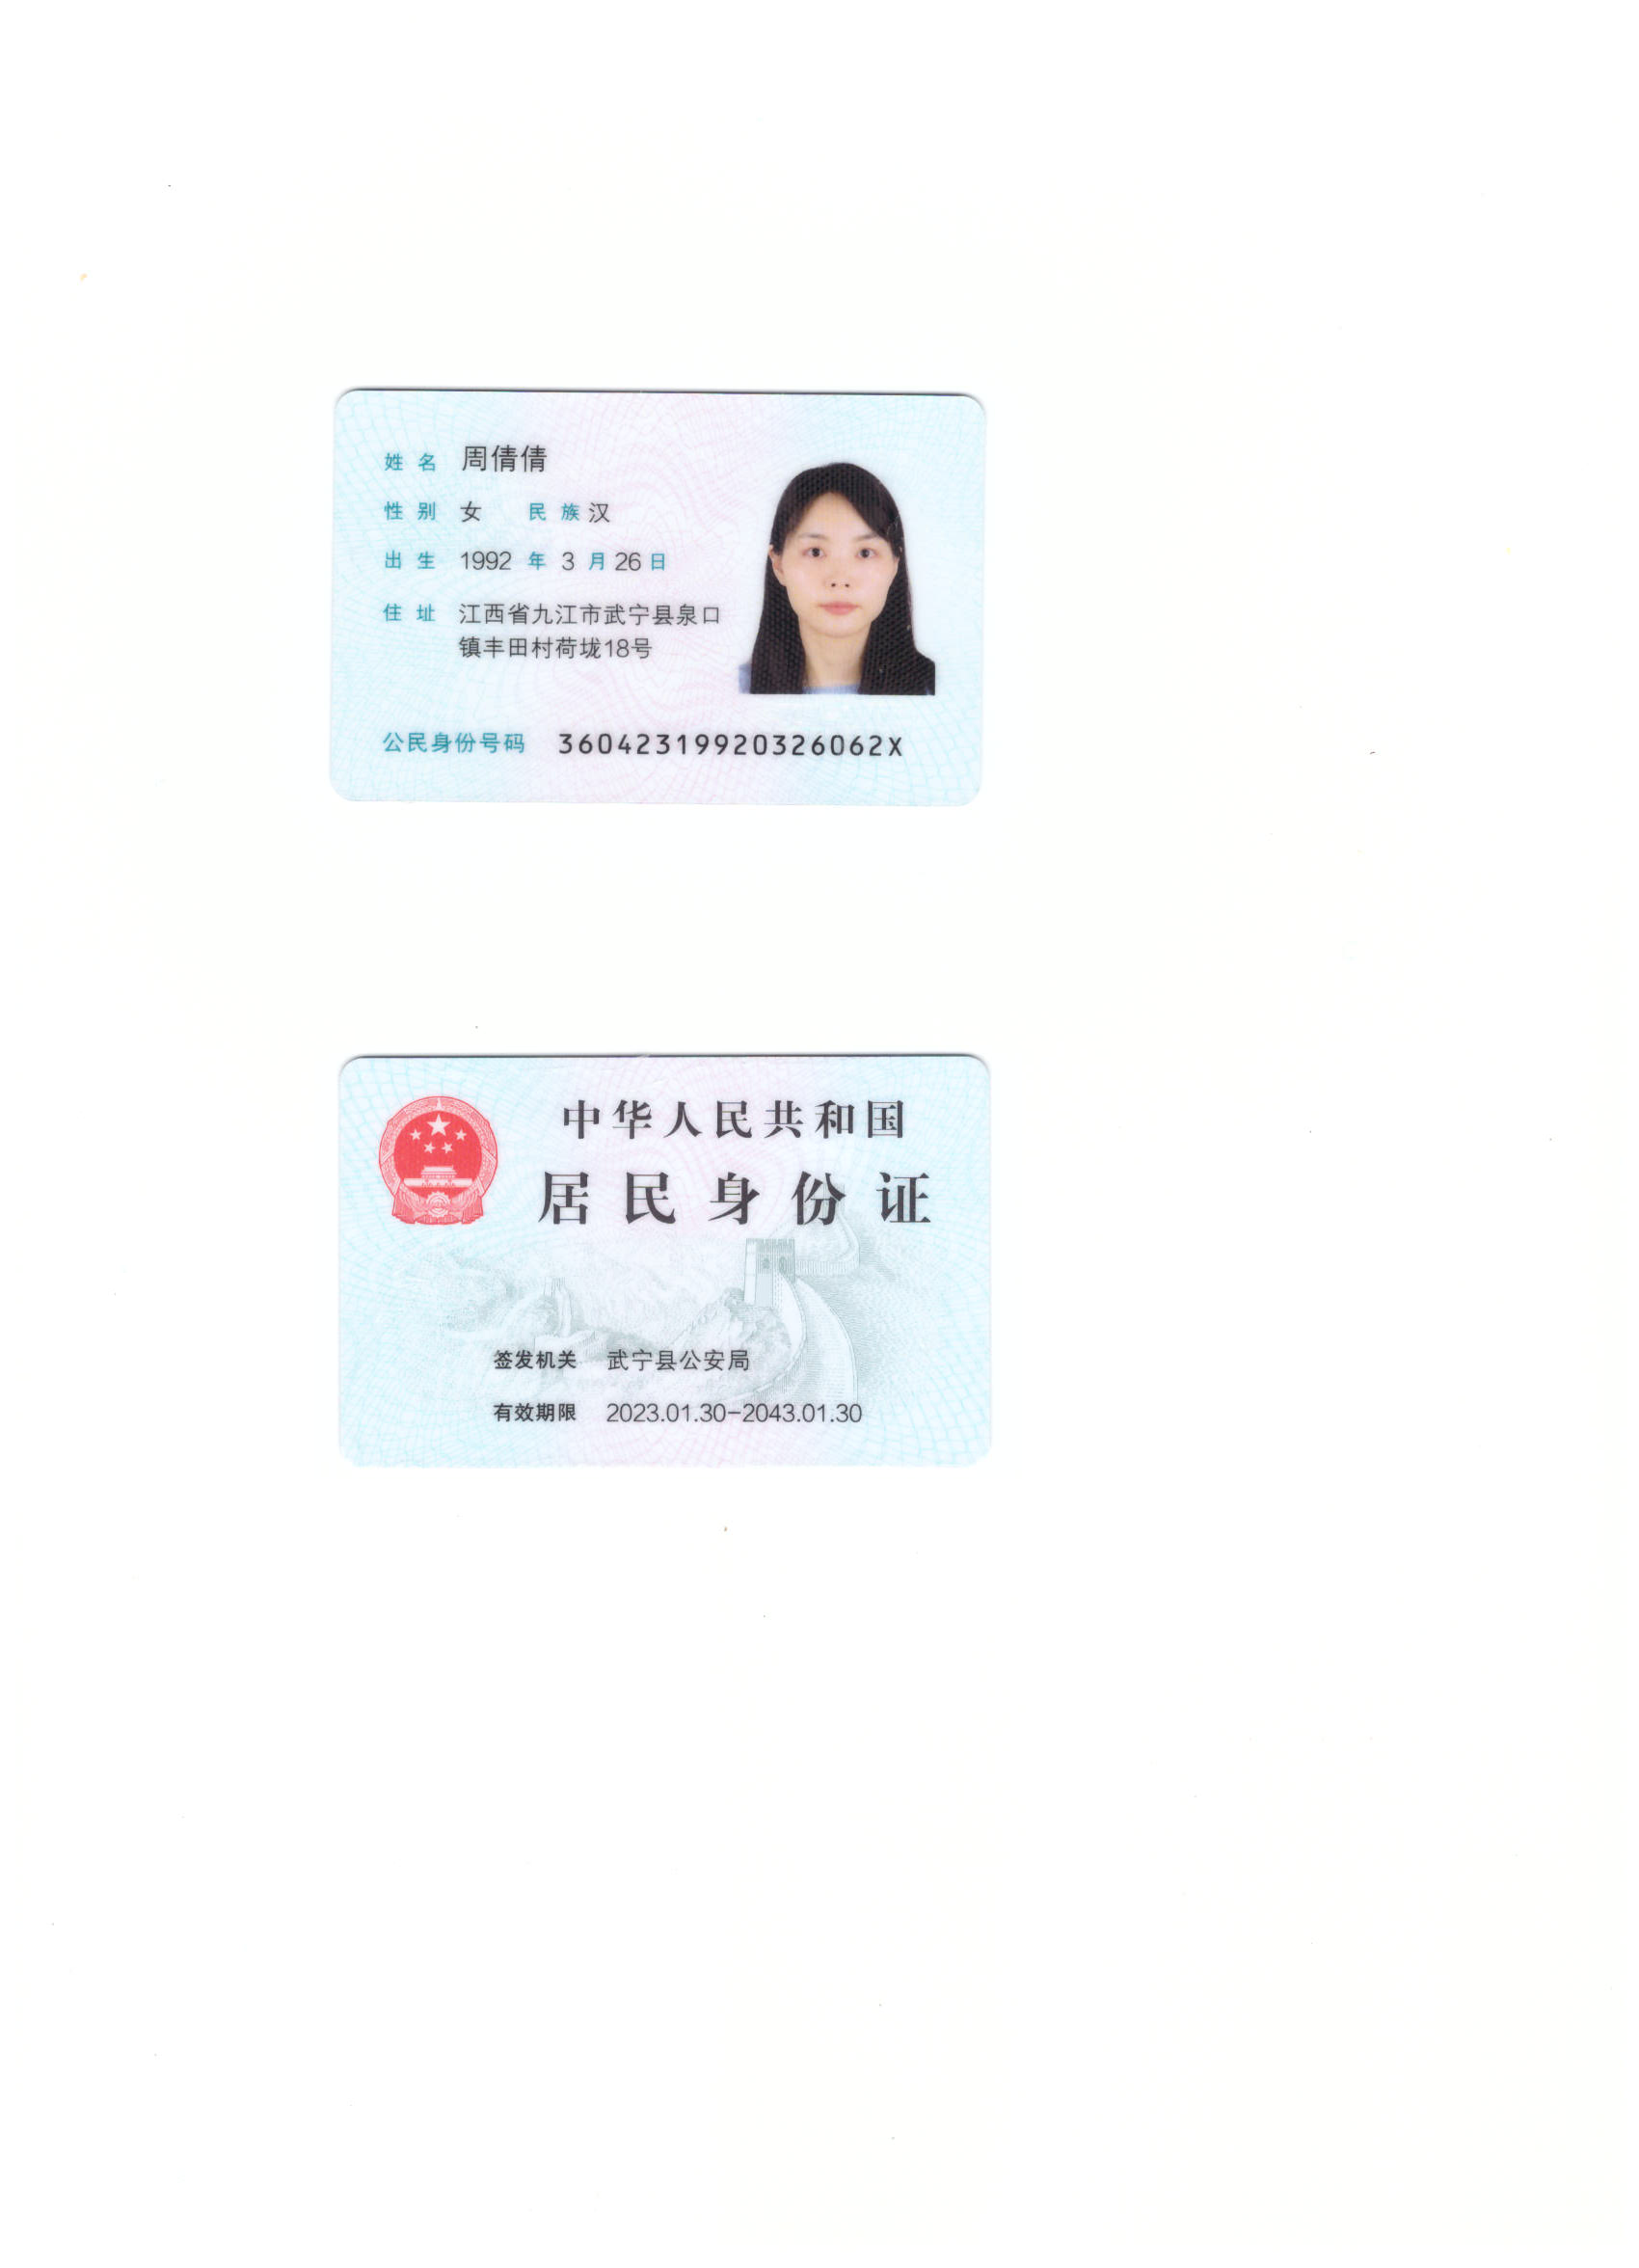 姓名 周倩倩
性别 女 民族 汉
出生 1992 年 3 月 26 日
住址 江西省九江市武宁县泉口
镇丰田村荷垅18号
公民身份号码 36042319920326062X
中华人民共和国
居民身份证
签发机关 武宁县公安局
有效期限 2023.01.30-2043.01.30